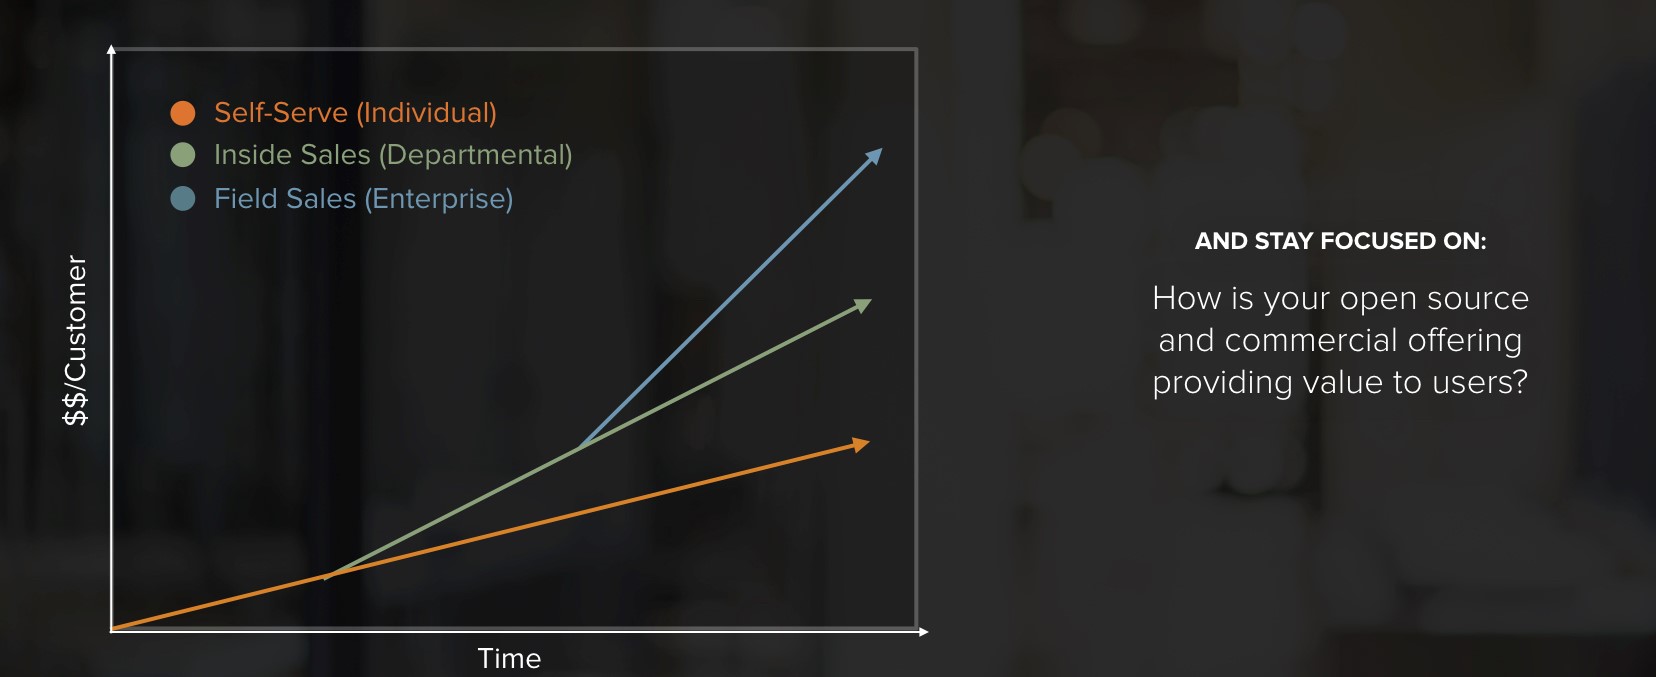 Self-Serve (Individual)
Inside Sales (Departmental)
Field Sales (Enterprise)
$$/Customer
Time
AND STAY FOCUSED ON:
How is your open source
and commercial offering
providing value to users?